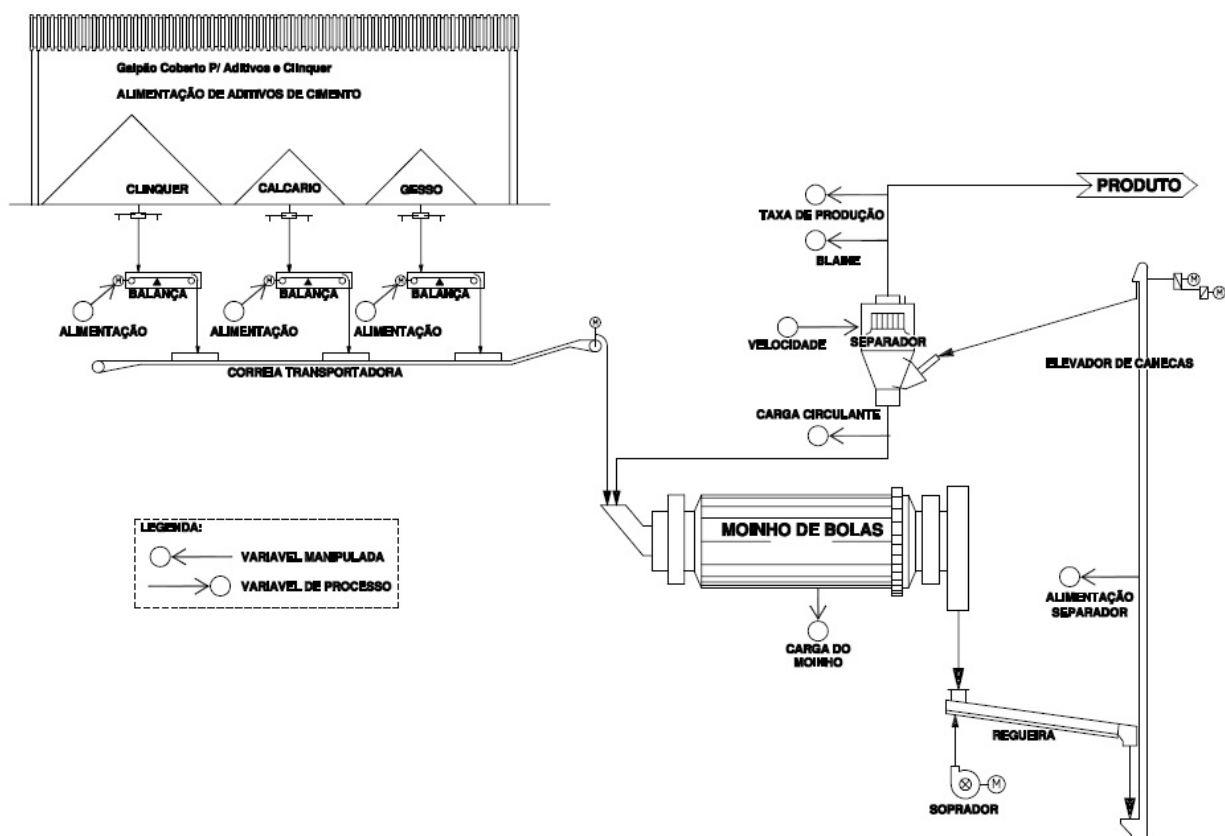 Galpão Coberto P/ Aditivos e Clinquer
ALIMENTAÇÃO DE ADITIVOS DE CIMENTO
CLINQUER
CALCARIO
GESSO
M
M
M
BALANÇA
BALANÇA
BALANÇA
ALIMENTAÇÃO
ALIMENTAÇÃO
ALIMENTAÇÃO
M
CORREIA TRANSPORTADORA
PRODUTO
TAXA DE PRODUÇÃO
BLAINE
M
M
VELOCIDADE
SEPARADOR
ELEVADOR DE CANECAS
CARGA CIRCULANTE
MOINHO DE BOLAS
LEGENDA:
VARIAVEL MANIPULADA
VARIAVEL DE PROCESSO
ALIMENTAÇÃO
SEPARADOR
CARGA DO
MOINHO
REGUEIRA
M
SOPRADOR